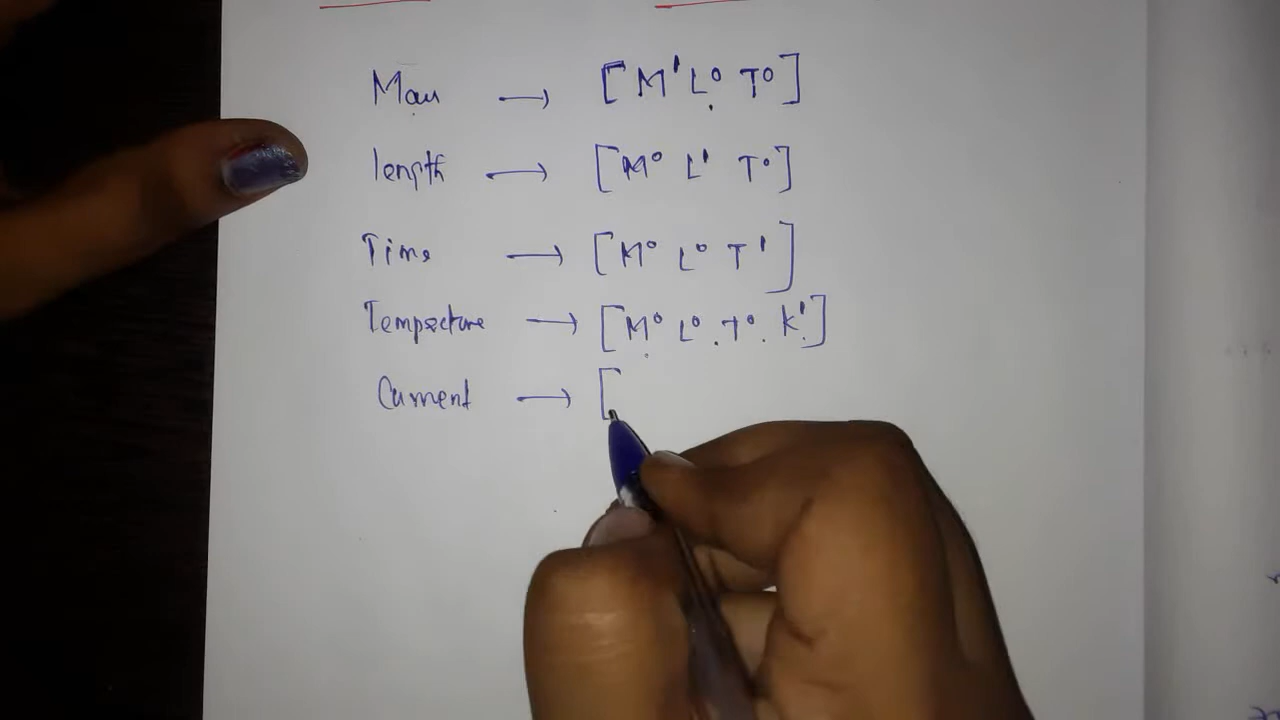 Mass → [M¹ L⁰ T⁰]
length → [M⁰ L¹ T⁰]
Time → [M⁰ L⁰ T¹]
Temperature → [M⁰ L⁰ T⁰ K¹]
Current → [